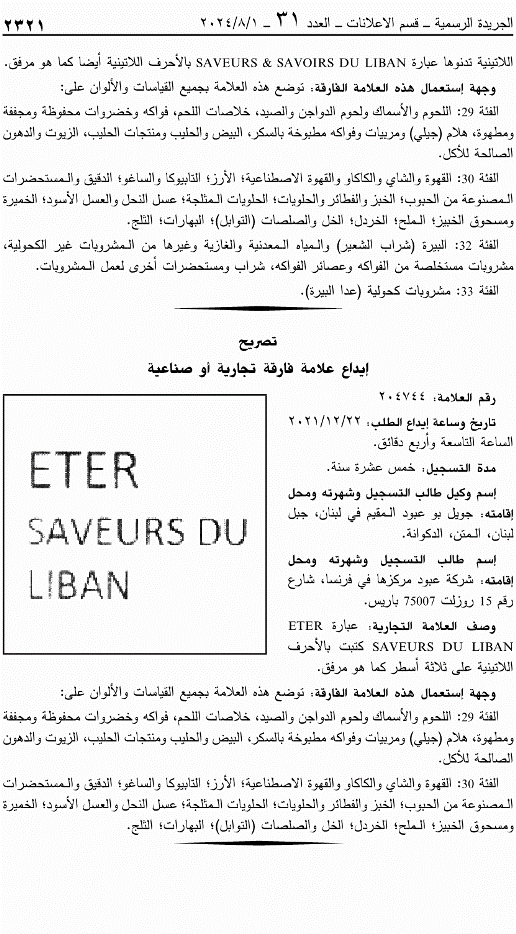 الجريدة الرسمية ـ قسم الاعلانات ـ العدد ٣١ ـ ٢٠٢٤/٨/١
٢٣٢١
اللاتينية تدنوها عبارة SAVEURS & SAVOIRS DU LIBAN بالأحرف اللاتينية أيضا كما هو مرفق.
وجهة إستعمال هذه العلامة الفارقة: توضع هذه العلامة بجميع القياسات والألوان على:
الفئة 29: اللحوم والأسماك ولحوم الدواجن والصيد، خلاصات اللحم، فواكه وخضروات محفوظة ومجففة
ومطهوة، هلام (جيلي) ومربيات وفواكه مطبوخة بالسكر، البيض والحليب ومنتجات الحليب، الزيوت والدهون
الصالحة للأكل.
الفئة 30: القهوة والشاي والكاكاو والقهوة الاصطناعية؛ الأرز؛ التابيوكا والساغو؛ الدقيق والمستحضرات
المصنوعة من الحبوب؛ الخبز والفطائر والحلويات؛ الحلويات المثلجة؛ عسل النحل والعسل الأسود؛ الخميرة
ومسحوق الخبيز؛ الملح؛ الخردل؛ الخل والصلصات (التوابل)؛ البهارات؛ الثلج.
الفئة 32: البيرة (شراب الشعير) والمياه المعدنية والغازية وغيرها من المشروبات غير الكحولية،
مشروبات مستخلصة من الفواكه وعصائر الفواكه، شراب ومستحضرات أخرى لعمل المشروبات.
الفئة 33: مشروبات كحولية (عدا البيرة).
تصريح
إيداع علامة فارقة تجارية أو صناعية
رقم العلامة: ٢٠٤٧٤٤
تاريخ وساعة إيداع الطلب: ٢٠٢١/١٢/٢٢
الساعة التاسعة وأربع دقائق.
مدة التسجيل: خمس عشرة سنة.
إسم وكيل طالب التسجيل وشهرته ومحل
إقامته: جويل بو عبود المقيم في لبنان، جبل
لبنان، المتن، الدكوانة.
إسم طالب التسجيل وشهرته ومحل
إقامته: شركة عبود مركزها في فرنسا، شارع
رقم 15 روزلت 75007 باريس.
وصف العلامة التجارية: عبارة ETER
SAVEURS DU LIBAN كتبت بالأحرف
اللاتينية على ثلاثة أسطر كما هو مرفق.
ETER
SAVEURS DU
LIBAN
وجهة إستعمال هذه العلامة الفارقة: توضع هذه العلامة بجميع القياسات والألوان على:
الفئة 29: اللحوم والأسماك ولحوم الدواجن والصيد، خلاصات اللحم، فواكه وخضروات محفوظة ومجففة
ومطهوة، هلام (جيلي) ومربيات وفواكه مطبوخة بالسكر، البيض والحليب ومنتجات الحليب، الزيوت والدهون
الصالحة للأكل.
الفئة 30: القهوة والشاي والكاكاو والقهوة الاصطناعية؛ الأرز؛ التابيوكا والساغو؛ الدقيق والمستحضرات
المصنوعة من الحبوب؛ الخبز والفطائر والحلويات؛ الحلويات المثلجة؛ عسل النحل والعسل الأسود؛ الخميرة
ومسحوق الخبيز؛ الملح؛ الخردل؛ الخل والصلصات (التوابل)؛ البهارات؛ الثلج.